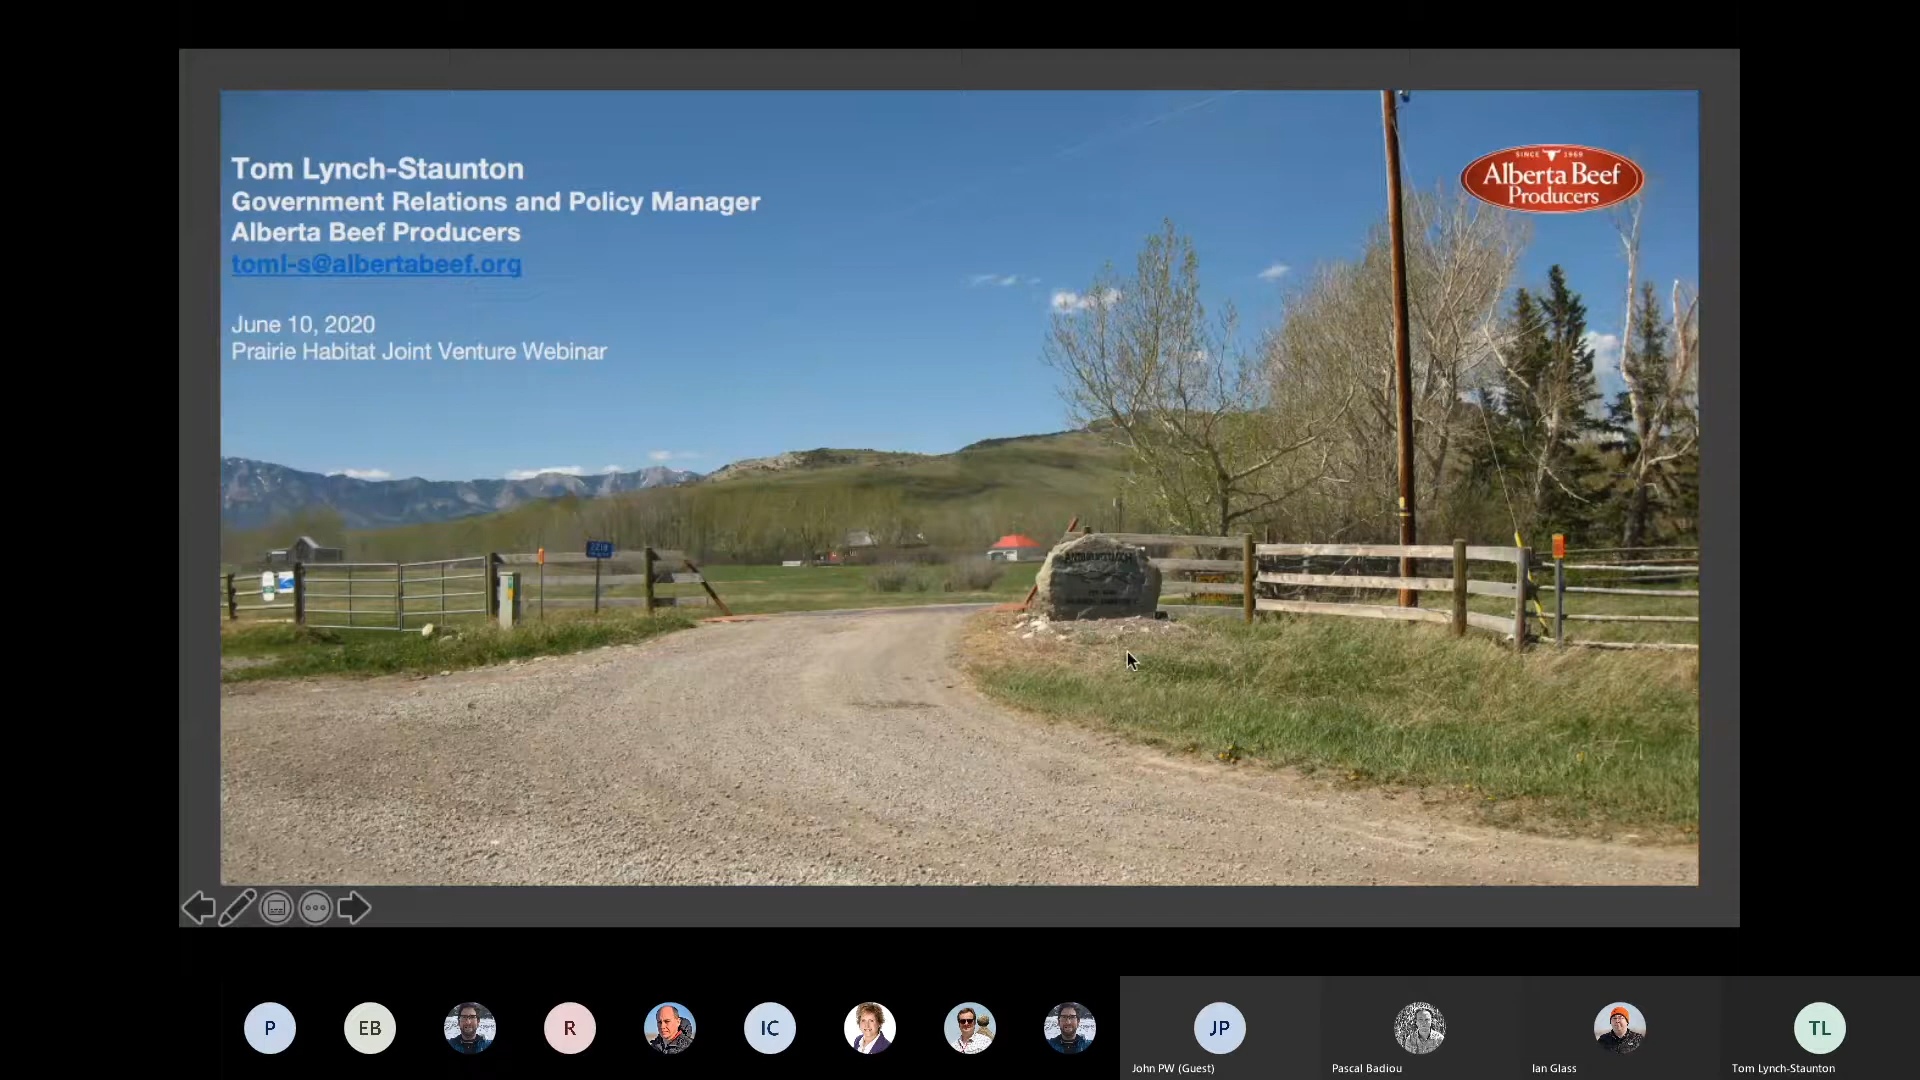 Tom Lynch-Staunton
Government Relations and Policy Manager
Alberta Beef Producers
toml-s@albertabeef.org
June 10, 2020
Prairie Habitat Joint Venture Webinar
SINCE 1969
Alberta Beef
Producers
P
EB
R
IC
JP
TL
John PW (Guest)
Pascal Badiou
Ian Glass
Tom Lynch-Staunton